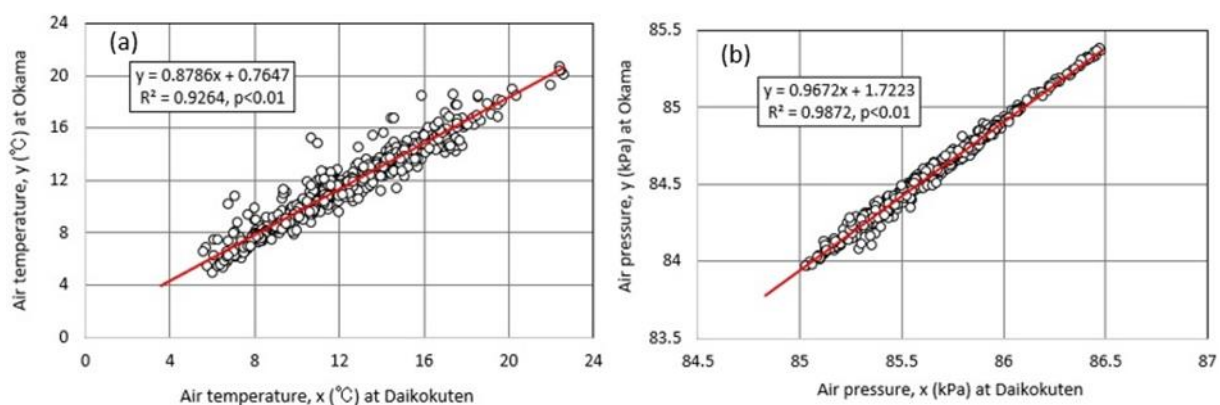 (a)
y = 0.8786x + 0.7647
R² = 0.9264, p<0.01
24
20
16
12
8
4
0
0 4 8 12 16 20 24
Air temperature, y (℃) at Okama
Air temperature, x (℃) at Daikokuten
(b)
y = 0.9672x + 1.7223
R² = 0.9872, p<0.01
85.5
85
84.5
84
83.5
84.5 85 85.5 86 86.5 87
Air pressure, y (kPa) at Okama
Air pressure, x (kPa) at Daikokuten